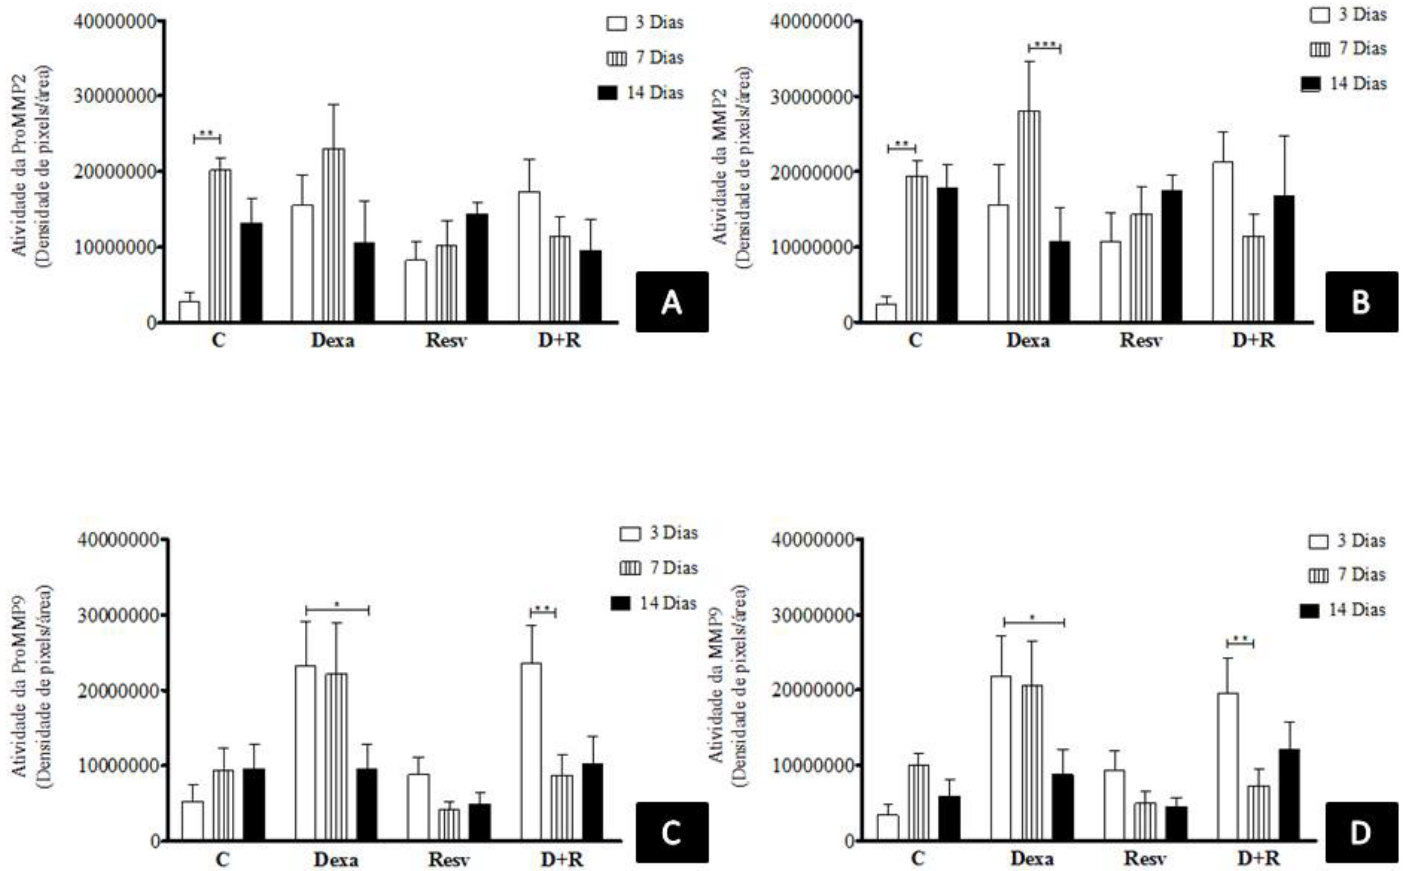 Atividade da ProMMP2
(Densidade de pixels/área)
40000000
30000000
20000000
10000000
0
**
3 Dias
7 Dias
14 Dias
C Dexa Resv D+R
A
Atividade da MMP2
(Densidade de pixels/área)
40000000
30000000
20000000
10000000
0
**
***
3 Dias
7 Dias
14 Dias
C Dexa Resv D+R
B
Atividade da ProMMP9
(Densidade de pixels/área)
40000000
30000000
20000000
10000000
0
*
**
3 Dias
7 Dias
14 Dias
C Dexa Resv D+R
C
Atividade da MMP9
(Densidade de pixels/área)
40000000
30000000
20000000
10000000
0
*
**
3 Dias
7 Dias
14 Dias
C Dexa Resv D+R
D